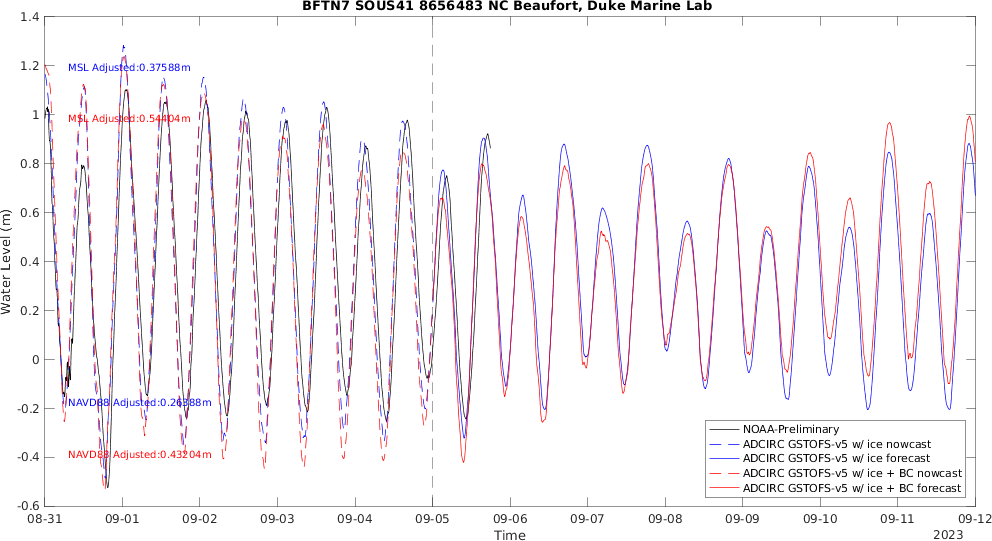 BFTN7 SOUS41 8656483 NC Beaufort, Duke Marine Lab
1.4
1.2
1
0.8
0.6
0.4
0.2
0
-0.2
-0.4
-0.6
Water Level (m)
MSL Adjusted:0.37588m
MSL Adjusted:0.54404m
NAVD88 Adjusted:0.26388m
NAVD88 Adjusted:0.43204m
NOAA-Preliminary
ADCIRC GSTOFS-v5 w/ ice nowcast
ADCIRC GSTOFS-v5 w/ ice forecast
ADCIRC GSTOFS-v5 w/ ice + BC nowcast
ADCIRC GSTOFS-v5 w/ ice + BC forecast
08-31 09-01 09-02 09-03 09-04 09-05 09-06 09-07 09-08 09-09 09-10 09-11 09-12
Time
2023